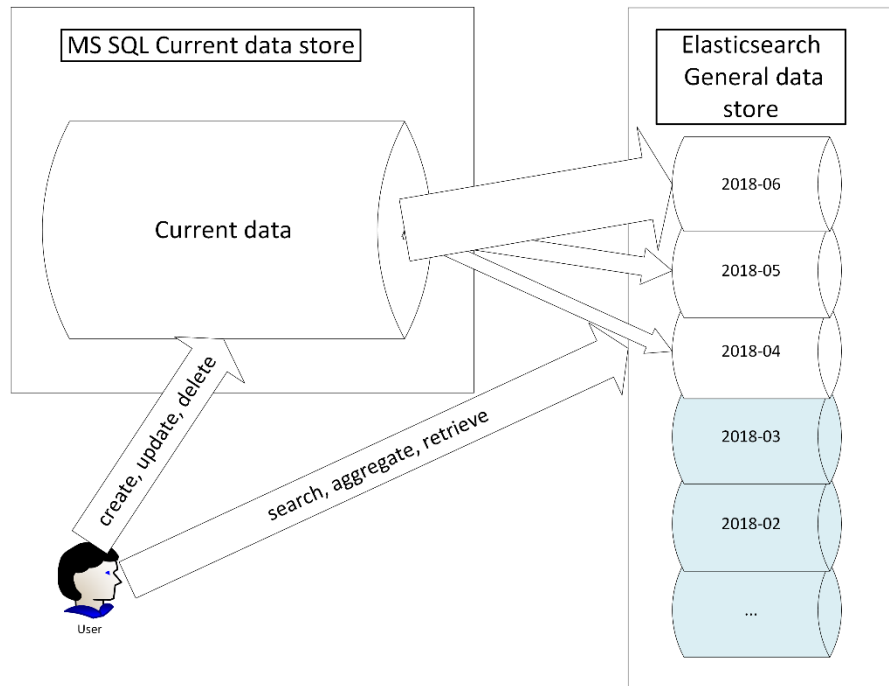 MS SQL Current data store
Current data
create, update, delete
search, aggregate, retrieve
User
Elasticsearch
General data
store
2018-06
2018-05
2018-04
2018-03
2018-02
...